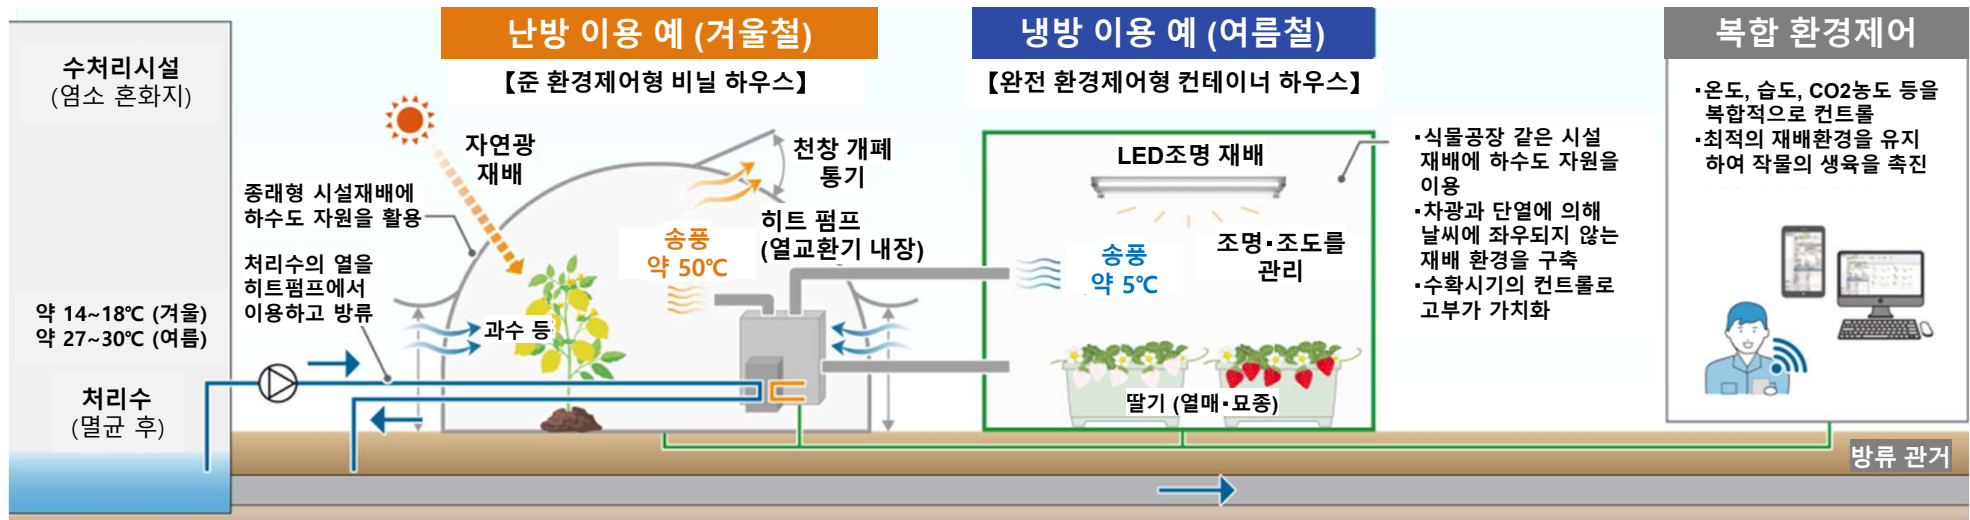 수처리시설
(염소 혼화지)
약 14~18℃ (겨울)
약 27~30℃ (여름)
처리수
(멸균 후)
난방 이용 예 (겨울철)
【준 환경제어형 비닐 하우스】
자연광
재배
천창 개폐
통기
종래형 시설재배에
하수도 자원을 활용
처리수의 열을
히트펌프에서
이용하고 방류
송풍
약 50℃
히트 펌프
(열교환기 내장)
과수 등
냉방 이용 예 (여름철)
【완전 환경제어형 컨테이너 하우스】
LED조명 재배
송풍
약 5℃
조명·조도를
관리
딸기 (열매·묘종)
·식물공장 같은 시설
재배에 하수도 자원을
이용
·차광과 단열에 의해
날씨에 좌우되지 않는
재배 환경을 구축
·수확시기의 컨트롤로
고부가 가치화
복합 환경제어
·온도, 습도, CO2농도 등을
복합적으로 컨트롤
·최적의 재배환경을 유지
하여 작물의 생육을 촉진
방류 관거